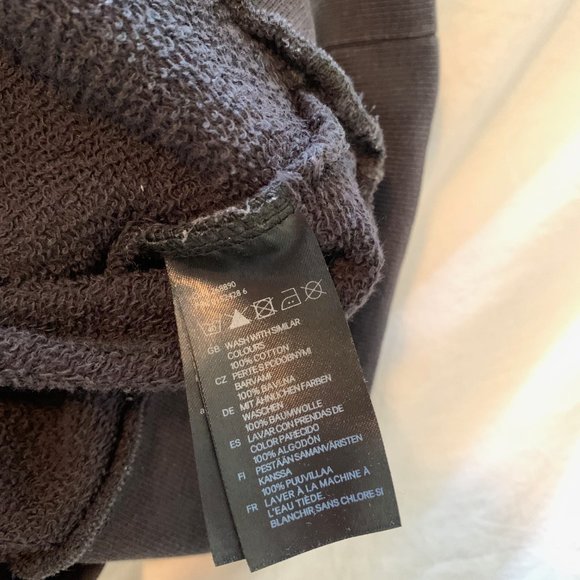 GB WASH WITH SIMILAR
COLOURS
100% COTTON
CZ PERTE S PODOBNYMI
BARVAMI
100% BAVLNA
DE MIT ÄHNLICHEN FARBEN
WASCHEN
100% BAUMWOLLE
ES LAVAR CON PRENDAS DE
COLOR PARECIDO
100% ALGODÓN
FI PESTÄÄN SAMANVÄRISTEN
KANSSA
100% PUUVILLAA
FR LAVER À LA MACHINE À
L'EAU TIÈDE.
BLANCHIR,SANS CHLORE SI